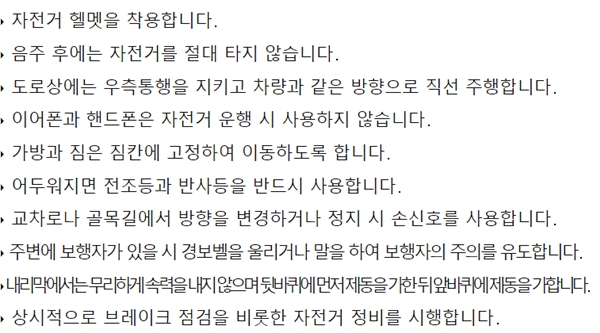 자전거 헬멧을 착용합니다.
음주 후에는 자전거를 절대 타지 않습니다.
도로상에는 우측통행을 지키고 차량과 같은 방향으로 직선 주행합니다.
이어폰과 핸드폰은 자전거 운행 시 사용하지 않습니다.
가방과 짐은 짐칸에 고정하여 이동하도록 합니다.
어두워지면 전조등과 반사등을 반드시 사용합니다.
교차로나 골목길에서 방향을 변경하거나 정지 시 손신호를 사용합니다.
주변에 보행자가 있을 시 경보벨을 울리거나 말을 하여 보행자의 주의를 유도합니다.
내리막에서는 무리하게 속력을 내지 않으며 뒷바퀴에 먼저 제동을 가한 뒤 앞바퀴에 제동을 가합니다.
상시적으로 브레이크 점검을 비롯한 자전거 정비를 시행합니다.